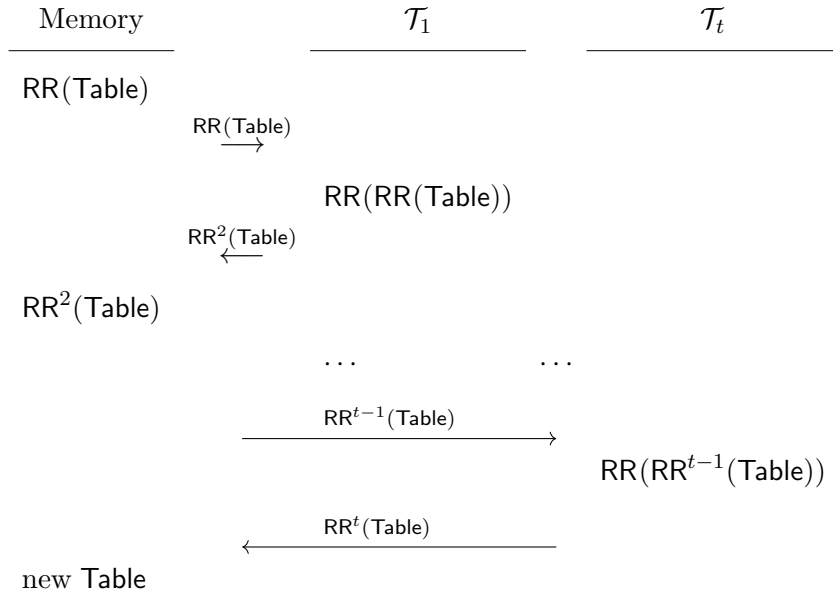 Memory 𝒯₁ 𝒯ₜ
RR(Table)
RR(Table)
RR(RR(Table))
RR²(Table)
RR²(Table)
... ...
RRᵗ⁻¹(Table)
RR(RRᵗ⁻¹(Table))
RRᵗ(Table)
new Table